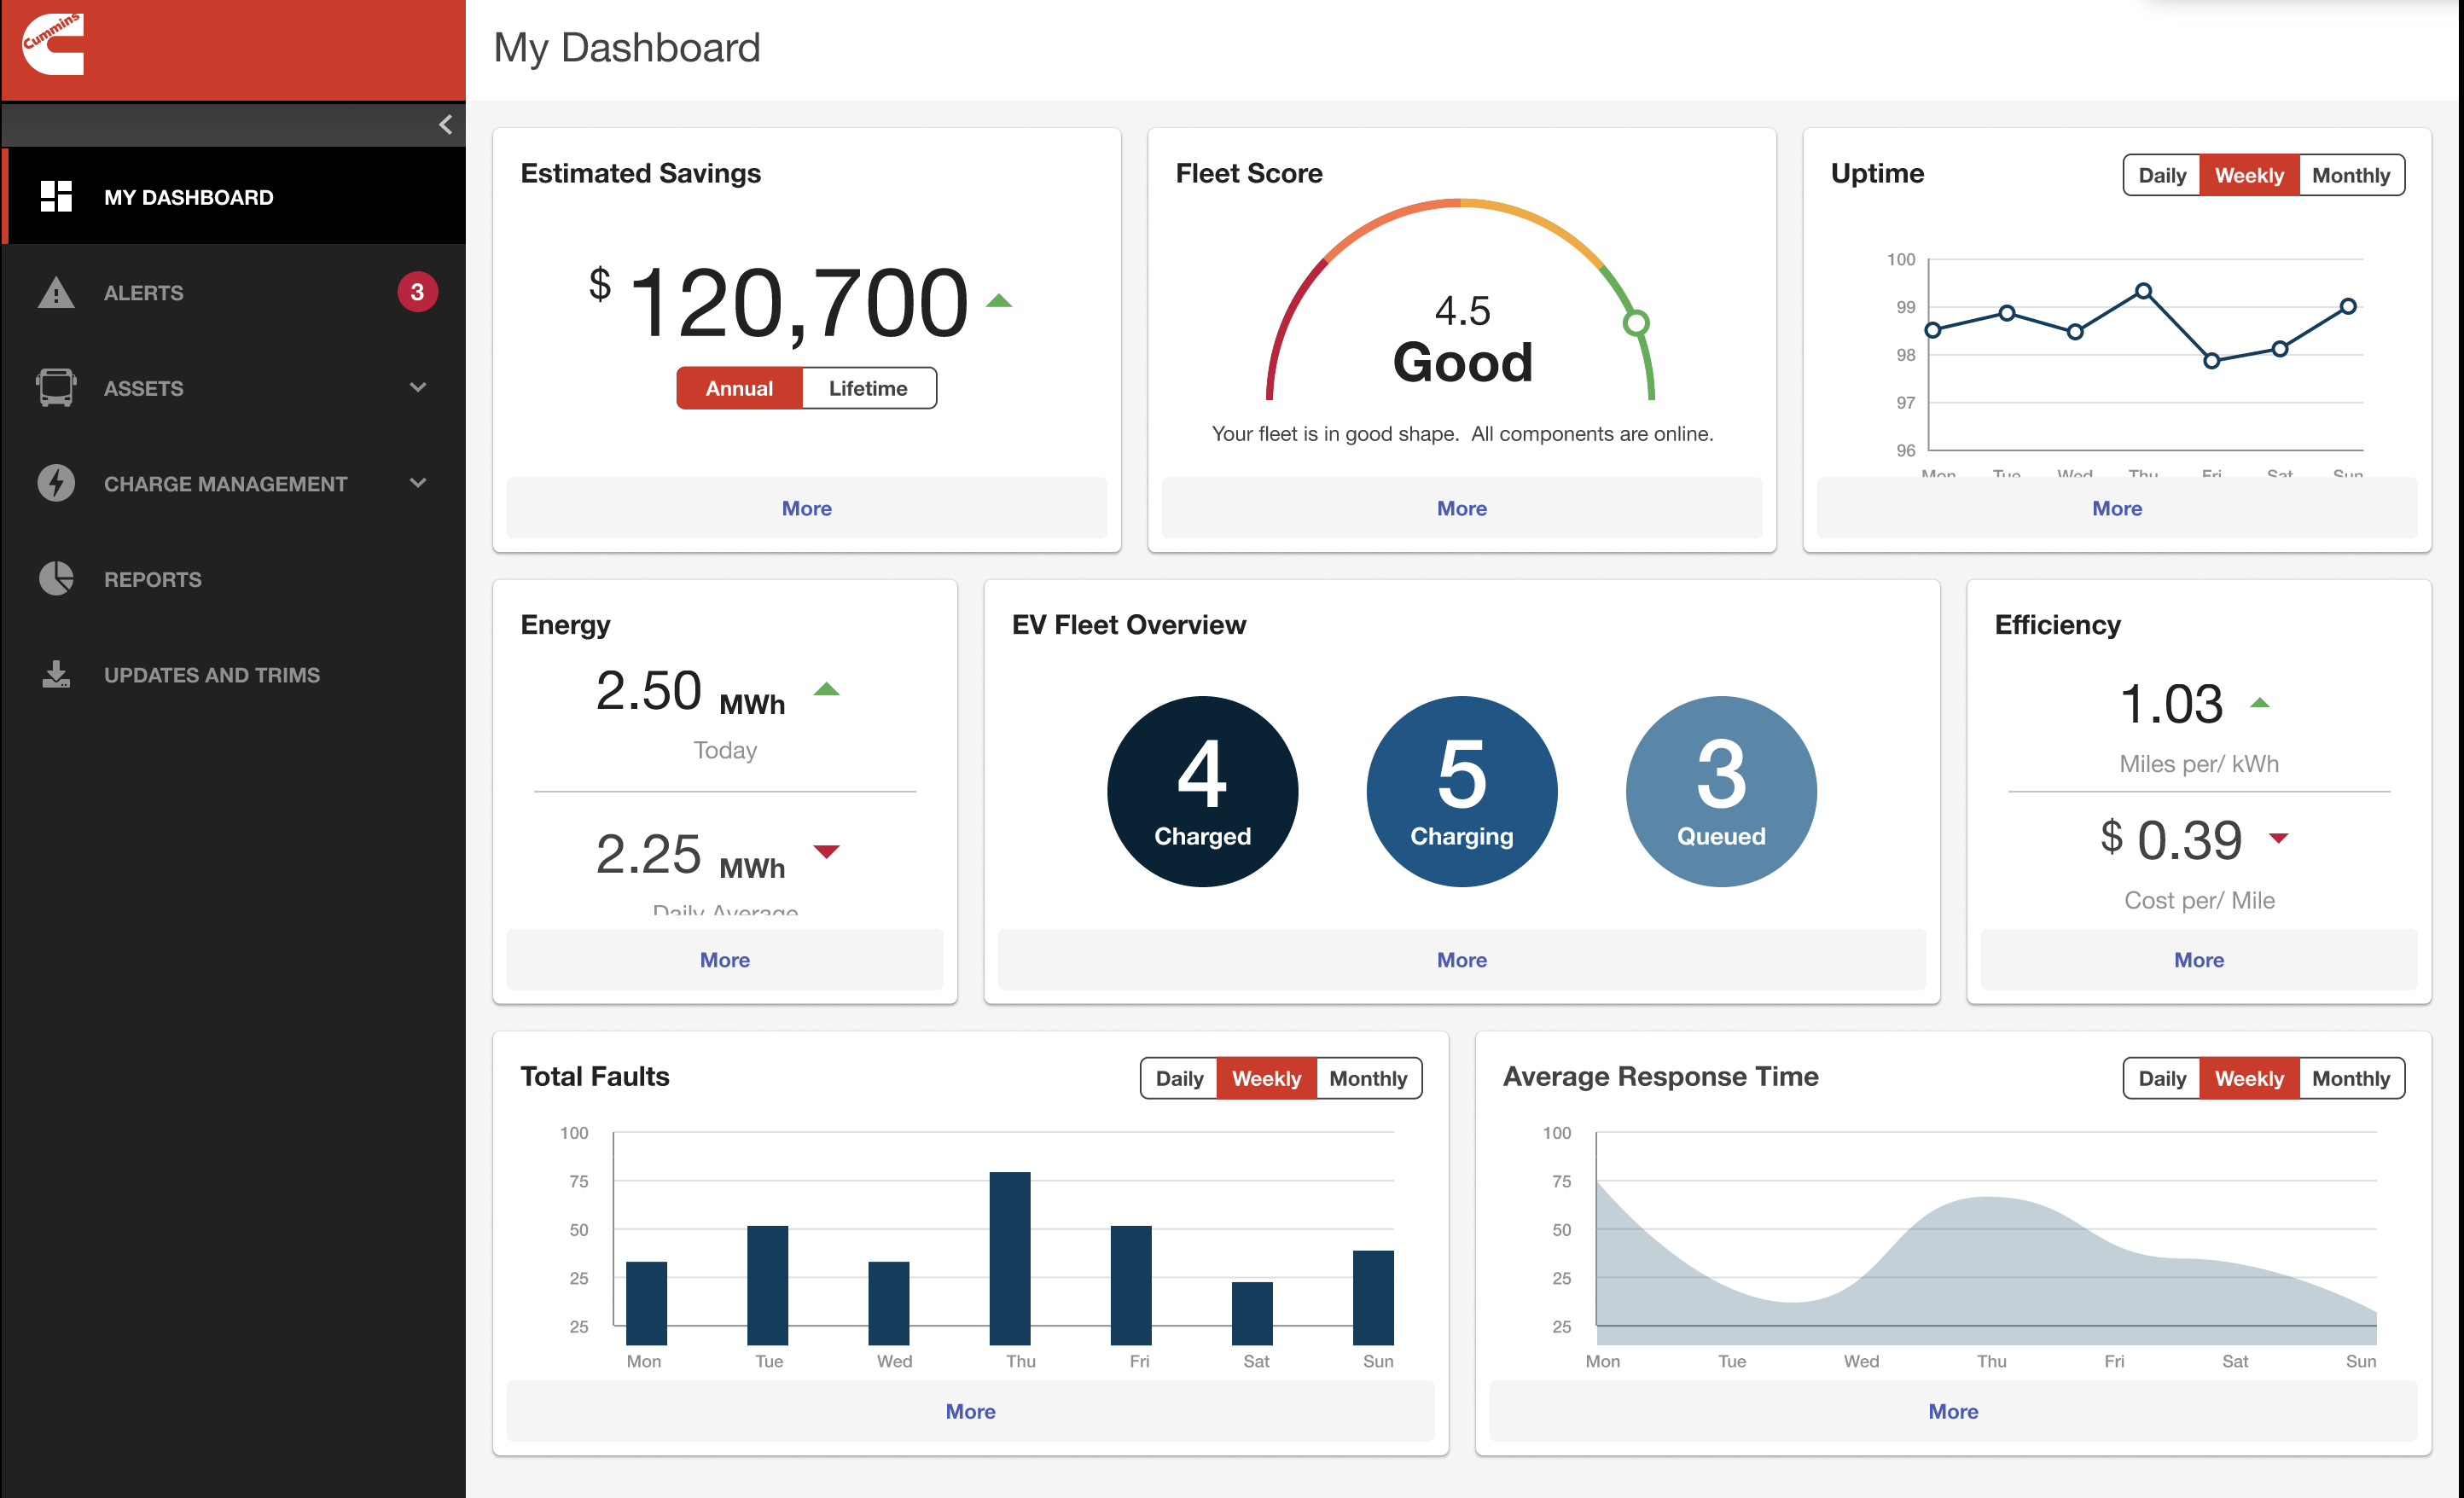 Cummins
My Dashboard
MY DASHBOARD
ALERTS
3
ASSETS
CHARGE MANAGEMENT
REPORTS
UPDATES AND TRIMS
Estimated Savings
$ 120,700
Annual Lifetime
More
Fleet Score
4.5
Good
Your fleet is in good shape. All components are online.
More
Uptime
Daily Weekly Monthly
100
99
98
97
96
Mon Tue Wed Thu Fri Sat Sun
More
Energy
2.50 MWh
Today
2.25 MWh
Daily Average
More
EV Fleet Overview
4
Charged
5
Charging
3
Queued
More
Efficiency
1.03
Miles per/ kWh
$ 0.39
Cost per/ Mile
More
Total Faults
Daily Weekly Monthly
100
75
50
25
25
Mon Tue Wed Thu Fri Sat Sun
More
Average Response Time
Daily Weekly Monthly
100
75
50
25
25
Mon Tue Wed Thu Fri Sat Sun
More